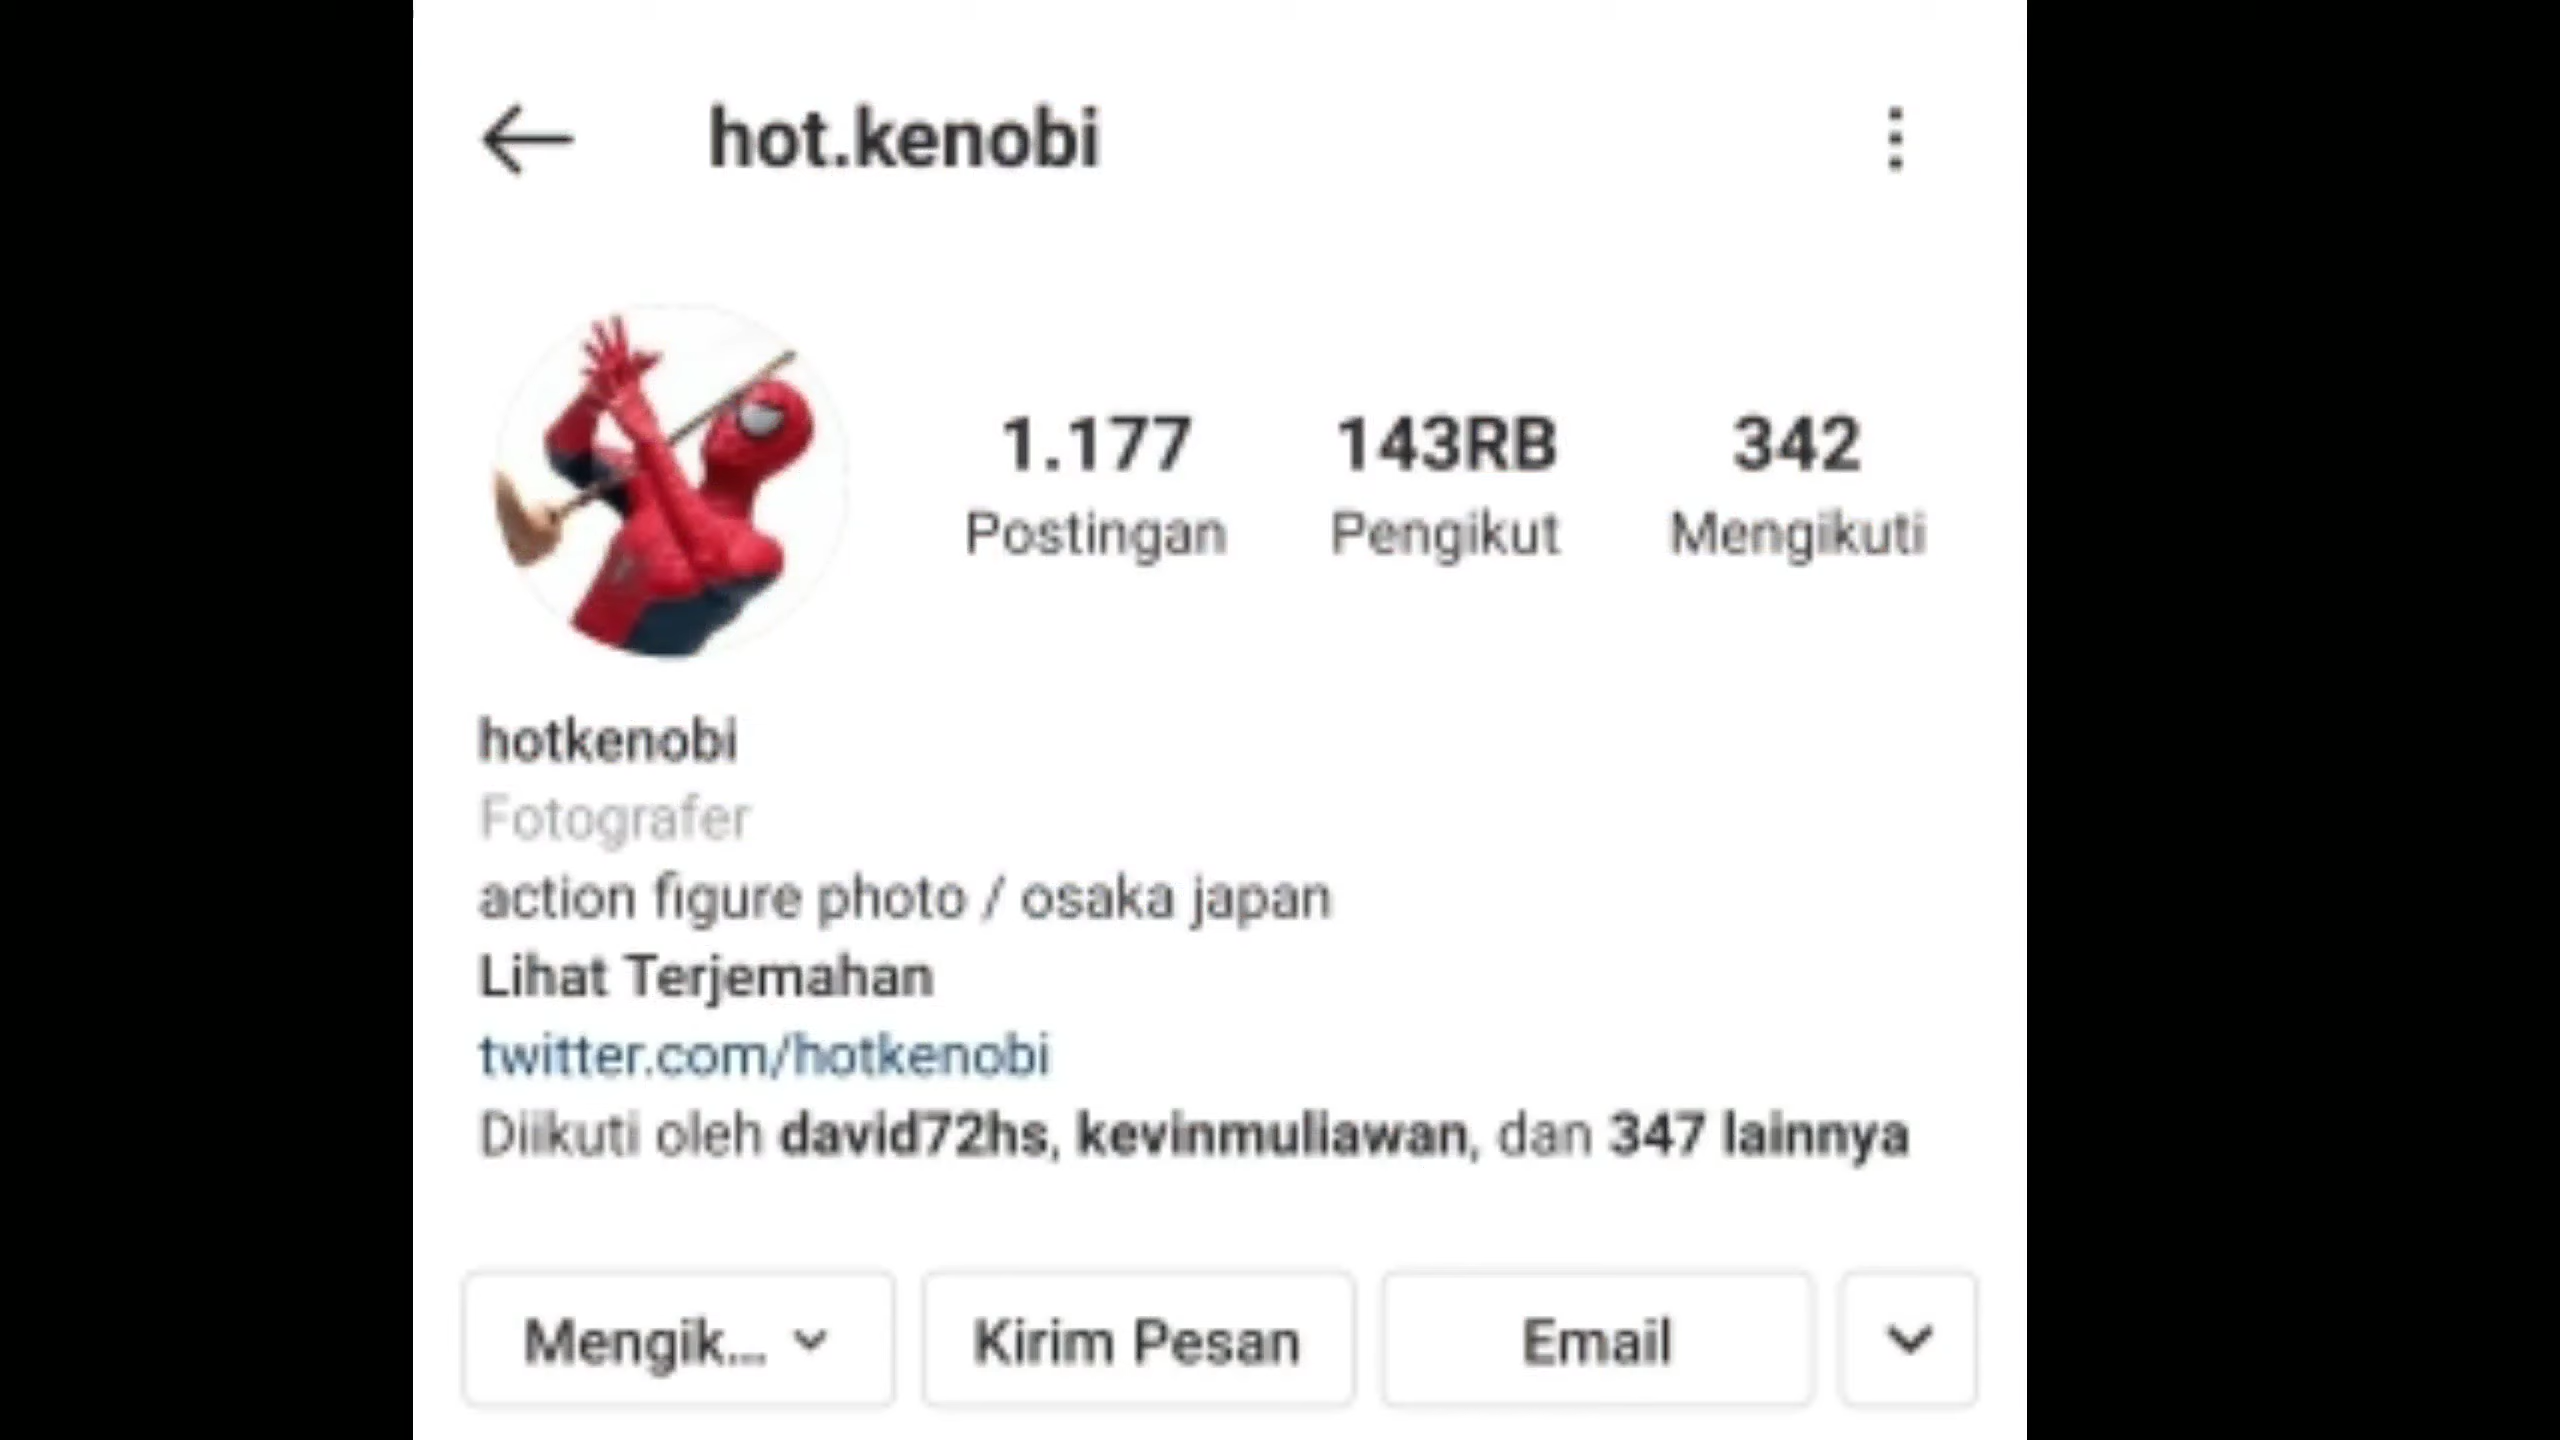 hot.kenobi
1.177 143RB 342
Postingan Pengikut Mengikuti
hotkenobi
Fotografer
action figure photo / osaka japan
Lihat Terjemahan
twitter.com/hotkenobi
Diikuti oleh david72hs, kevinmuliawan, dan 347 lainnya
Mengik... Kirim Pesan Email